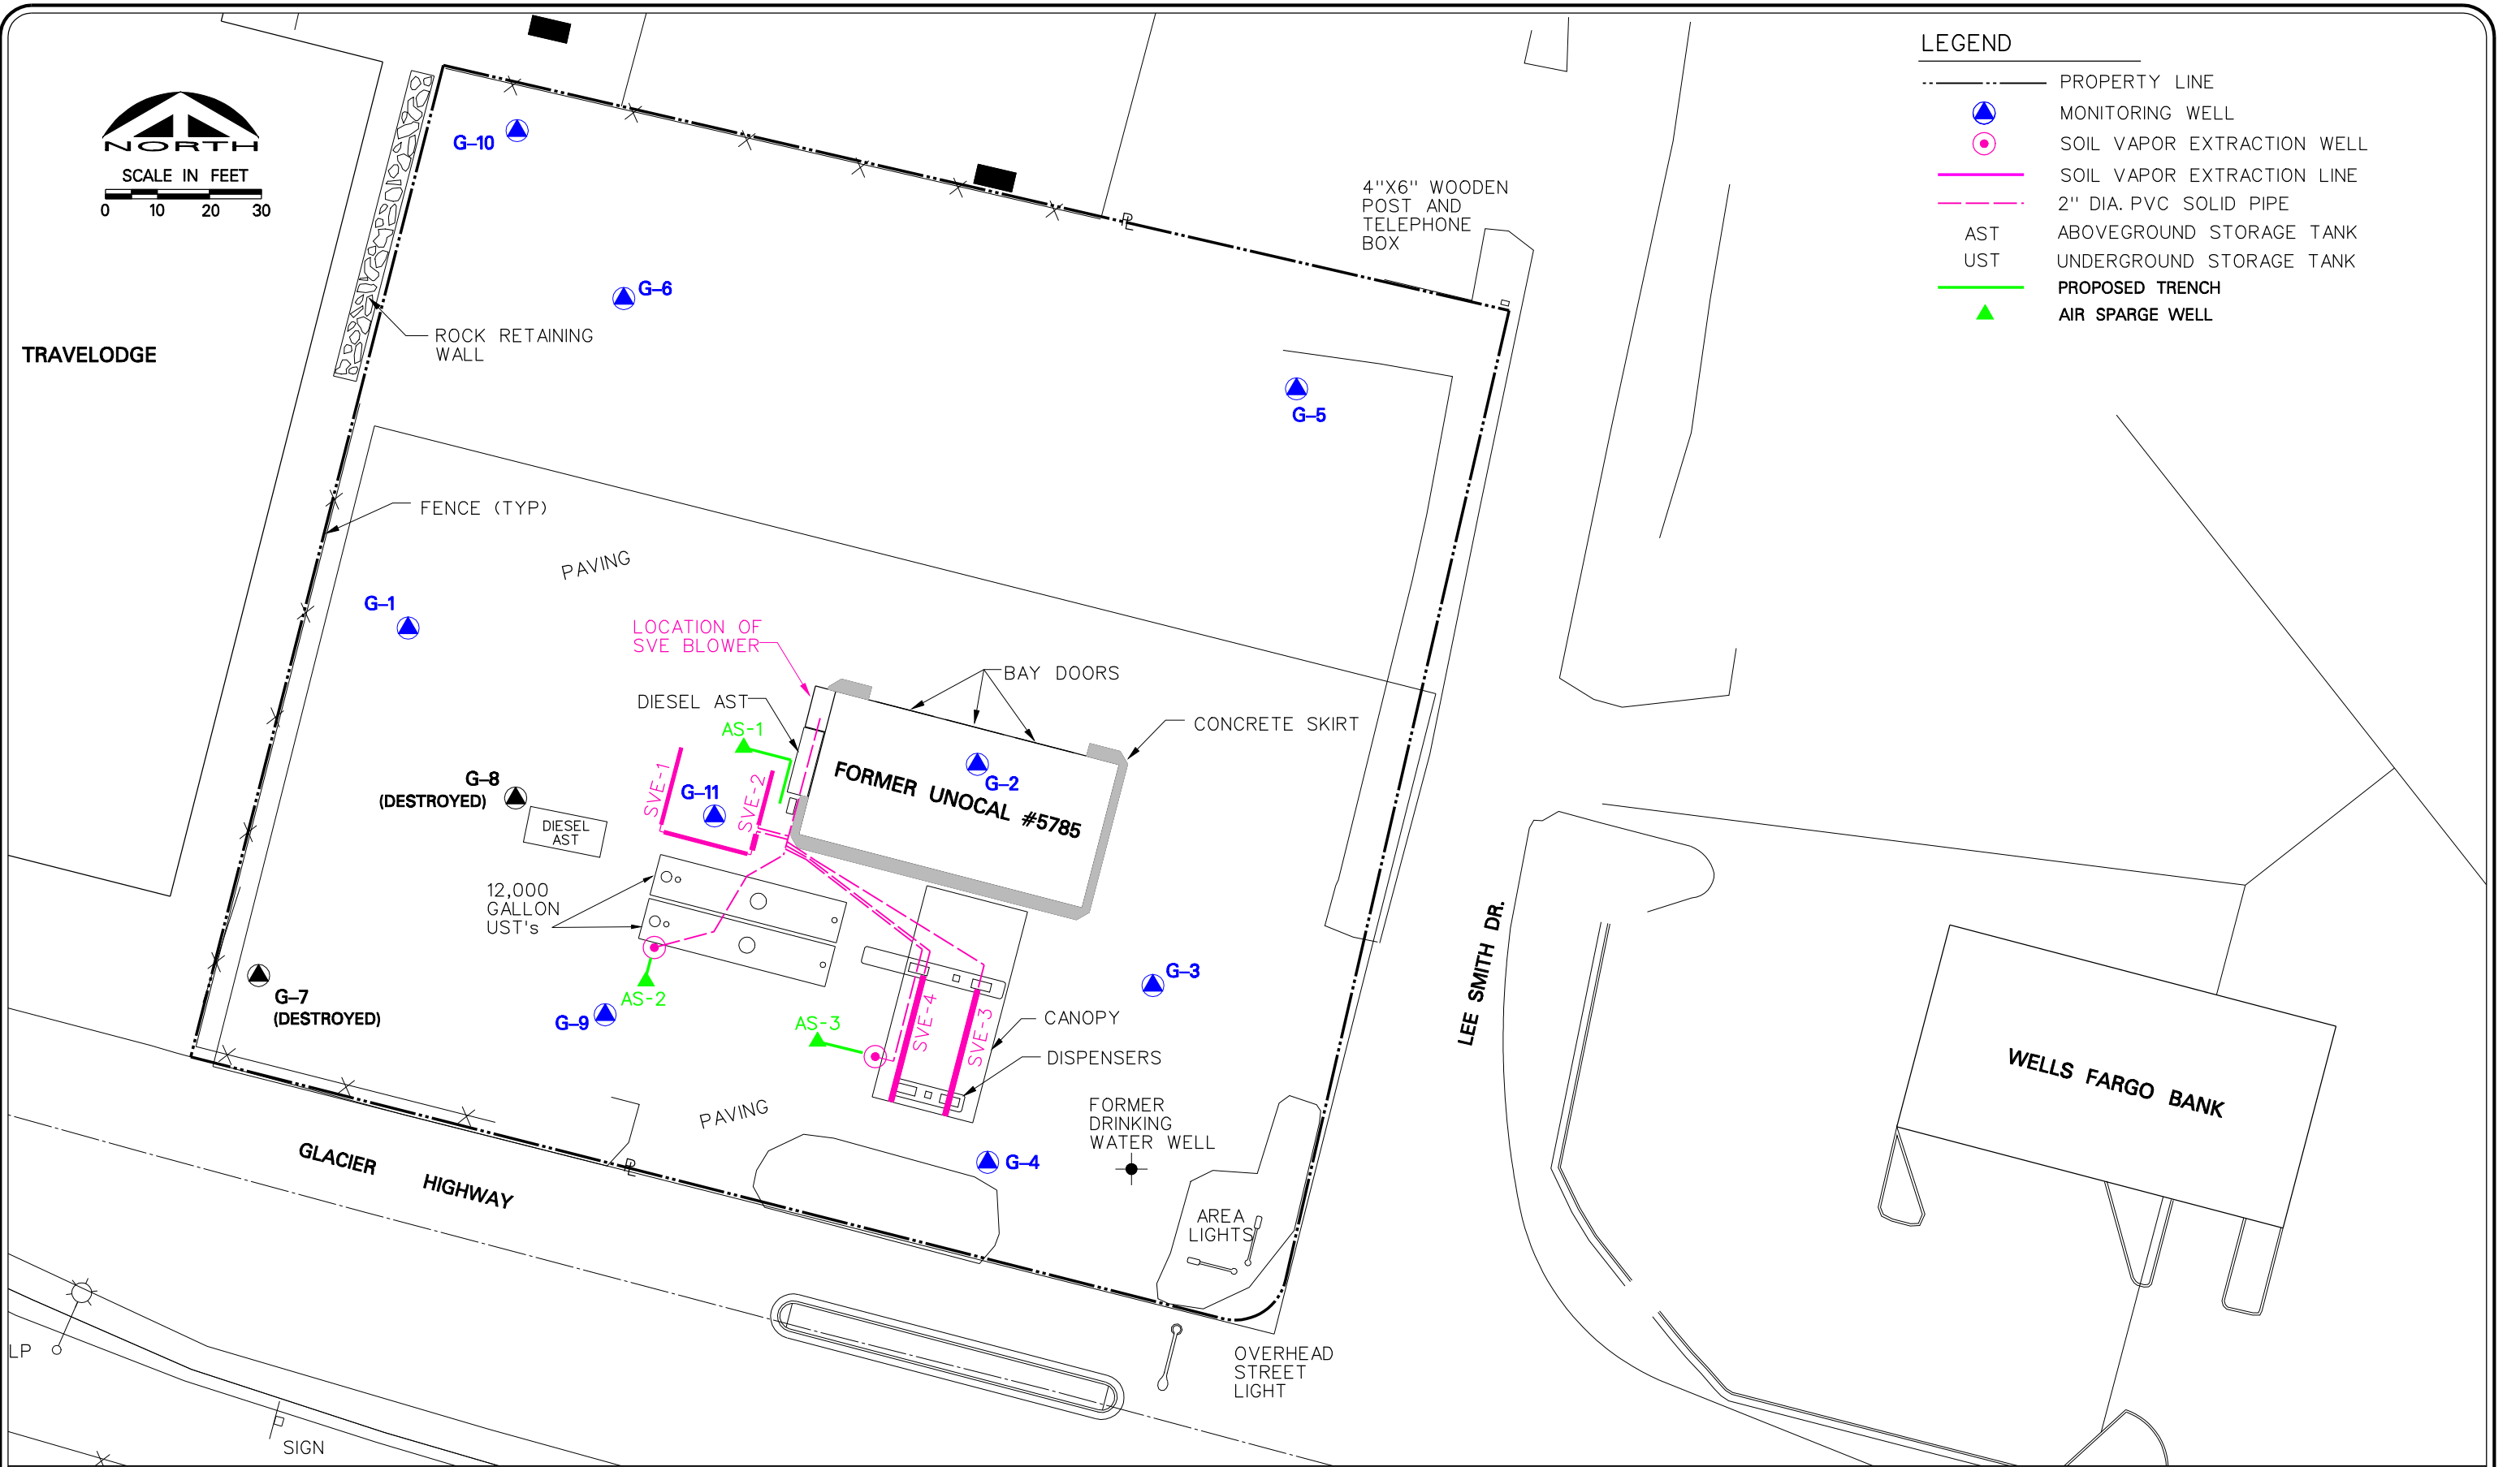 LEGEND
PROPERTY LINE
MONITORING WELL
SOIL VAPOR EXTRACTION WELL
SOIL VAPOR EXTRACTION LINE
2" DIA. PVC SOLID PIPE
AST ABOVEGROUND STORAGE TANK
UST UNDERGROUND STORAGE TANK
PROPOSED TRENCH
AIR SPARGE WELL
NORTH
SCALE IN FEET
0 10 20 30
TRAVELODGE
G-10
G-6
ROCK RETAINING
WALL
4"X6" WOODEN
POST AND
TELEPHONE
BOX
PL
G-5
FENCE (TYP)
PAVING
G-1
LOCATION OF
SVE BLOWER
DIESEL AST
BAY DOORS
CONCRETE SKIRT
AS-1
G-8
(DESTROYED)
DIESEL
AST
SVE-1
G-11
SVE-2
G-2
FORMER UNOCAL #5785
12,000
GALLON
UST's
G-7
(DESTROYED)
AS-2
G-9
AS-3
SVE-4
SVE-3
G-3
CANOPY
DISPENSERS
PAVING
FORMER
DRINKING
WATER WELL
G-4
PL
AREA
LIGHTS
LEE SMITH DR.
WELLS FARGO BANK
GLACIER HIGHWAY
OVERHEAD
STREET
LIGHT
LP
SIGN